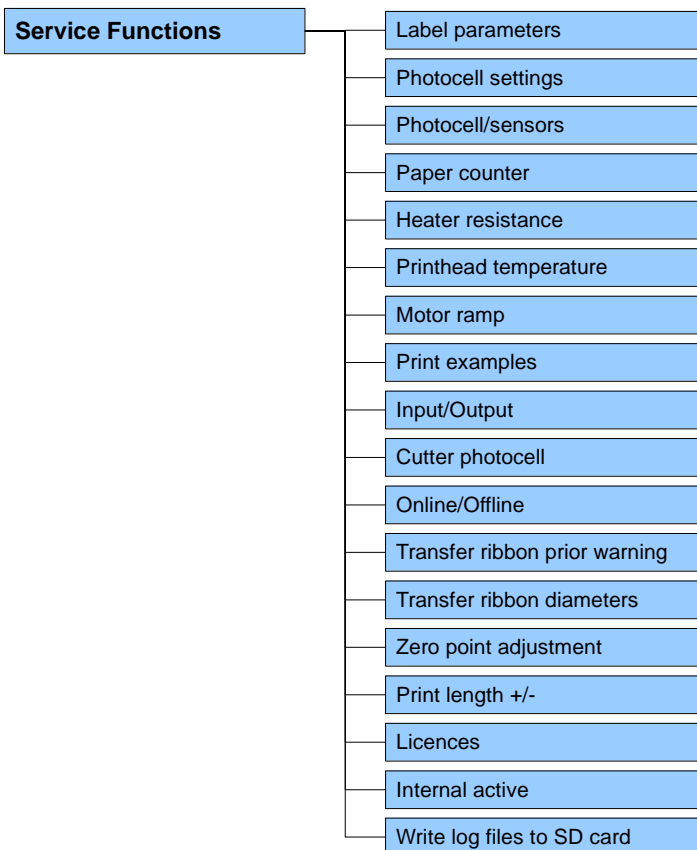 Service Functions
Label parameters
Photocell settings
Photocell/sensors
Paper counter
Heater resistance
Printhead temperature
Motor ramp
Print examples
Input/Output
Cutter photocell
Online/Offline
Transfer ribbon prior warning
Transfer ribbon diameters
Zero point adjustment
Print length +/-
Licences
Internal active
Write log files to SD card